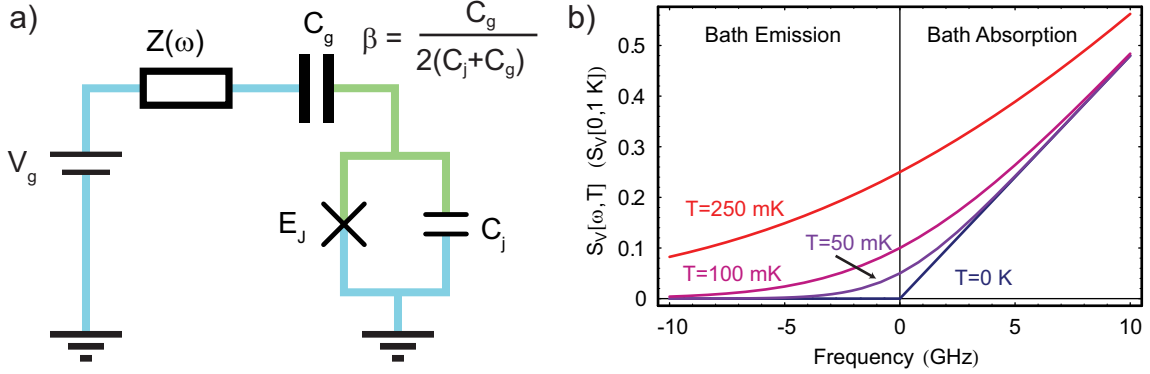 a)
Z(ω)
C_g
β = C_g / 2(C_j+C_g)
V_g
E_J
C_j
b)
Bath Emission
Bath Absorption
S_V[ω,T] (S_V[0,1 K])
0.5
0.4
0.3
0.2
0.1
0
T=250 mK
T=50 mK
T=100 mK
T=0 K
-10
-5
0
5
10
Frequency (GHz)